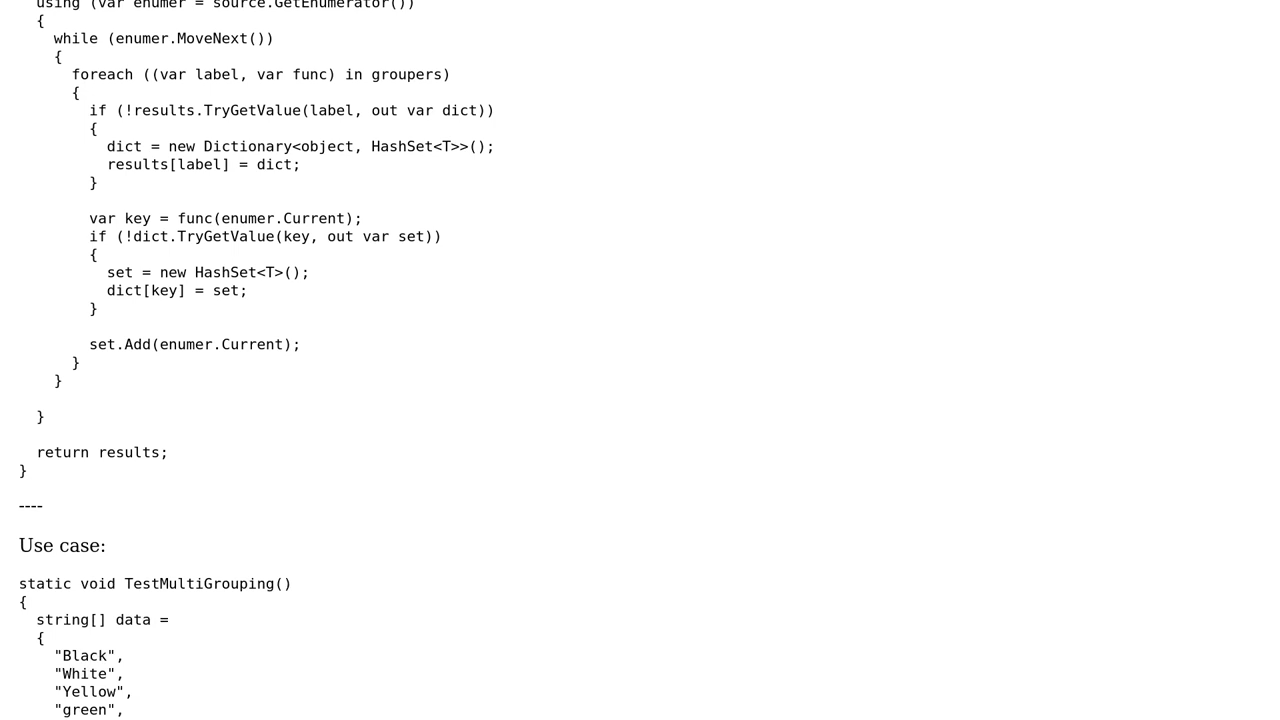 using (var enumer = source.GetEnumerator())
{
while (enumer.MoveNext())
{
foreach ((var label, var func) in groupers)
{
if (!results.TryGetValue(label, out var dict))
{
dict = new Dictionary<object, HashSet<T>>();
results[label] = dict;
}
var key = func(enumer.Current);
if (!dict.TryGetValue(key, out var set))
{
set = new HashSet<T>();
dict[key] = set;
}
set.Add(enumer.Current);
}
}
}
return results;
}
----
Use case:
static void TestMultiGrouping()
{
string[] data =
{
"Black",
"White",
"Yellow",
"green",